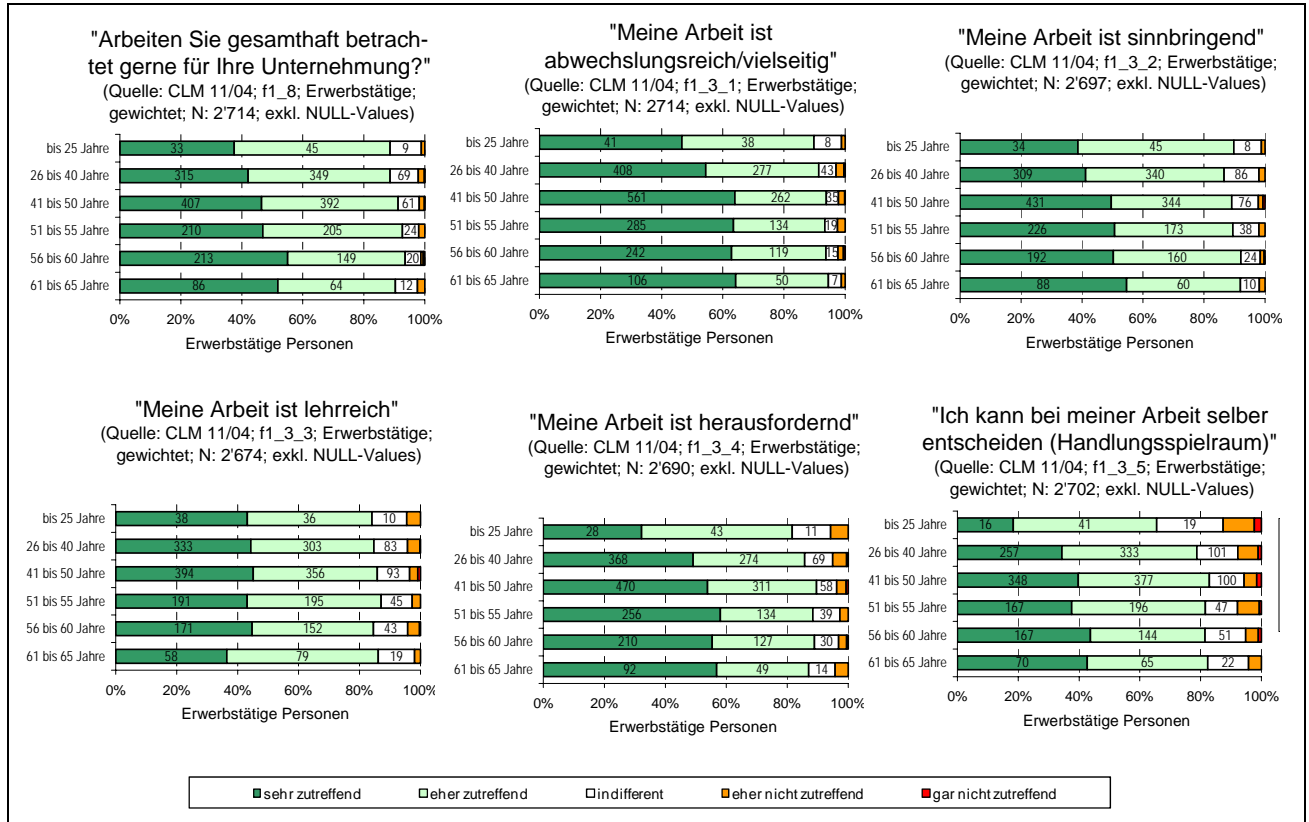 "Arbeiten Sie gesamthaft betrach-
tet gerne für Ihre Unternehmung?"
(Quelle: CLM 11/04; f1_8; Erwerbstätige;
gewichtet; N: 2'714; exkl. NULL-Values)
bis 25 Jahre 33 45 9
26 bis 40 Jahre 315 349 69
41 bis 50 Jahre 407 392 61
51 bis 55 Jahre 210 205 24
56 bis 60 Jahre 213 149 20
61 bis 65 Jahre 86 64 12
0% 20% 40% 60% 80% 100%
Erwerbstätige Personen
"Meine Arbeit ist
abwechslungsreich/vielseitig"
(Quelle: CLM 11/04; f1_3_1; Erwerbstätige;
gewichtet; N: 2714; exkl. NULL-Values)
bis 25 Jahre 41 38 8
26 bis 40 Jahre 408 277 43
41 bis 50 Jahre 561 262 35
51 bis 55 Jahre 285 134 19
56 bis 60 Jahre 242 119 15
61 bis 65 Jahre 106 50 7
0% 20% 40% 60% 80% 100%
Erwerbstätige Personen
"Meine Arbeit ist sinnbringend"
(Quelle: CLM 11/04; f1_3_2; Erwerbstätige;
gewichtet; N: 2'697; exkl. NULL-Values)
bis 25 Jahre 34 45 8
26 bis 40 Jahre 309 340 86
41 bis 50 Jahre 431 344 76
51 bis 55 Jahre 226 173 38
56 bis 60 Jahre 192 160 24
61 bis 65 Jahre 88 60 10
0% 20% 40% 60% 80% 100%
Erwerbstätige Personen
"Meine Arbeit ist lehrreich"
(Quelle: CLM 11/04; f1_3_3; Erwerbstätige;
gewichtet; N: 2'674; exkl. NULL-Values)
bis 25 Jahre 38 36 10
26 bis 40 Jahre 333 303 83
41 bis 50 Jahre 394 356 93
51 bis 55 Jahre 191 195 45
56 bis 60 Jahre 171 152 43
61 bis 65 Jahre 58 79 19
0% 20% 40% 60% 80% 100%
Erwerbstätige Personen
"Meine Arbeit ist herausfordernd"
(Quelle: CLM 11/04; f1_3_4; Erwerbstätige;
gewichtet; N: 2'690; exkl. NULL-Values)
bis 25 Jahre 28 43 11
26 bis 40 Jahre 368 274 69
41 bis 50 Jahre 470 311 58
51 bis 55 Jahre 256 134 39
56 bis 60 Jahre 210 127 30
61 bis 65 Jahre 92 49 14
0% 20% 40% 60% 80% 100%
Erwerbstätige Personen
"Ich kann bei meiner Arbeit selber
entscheiden (Handlungsspielraum)"
(Quelle: CLM 11/04; f1_3_5; Erwerbstätige;
gewichtet; N: 2'702; exkl. NULL-Values)
bis 25 Jahre 16 41 19
26 bis 40 Jahre 257 333 101
41 bis 50 Jahre 348 377 100
51 bis 55 Jahre 167 196 47
56 bis 60 Jahre 167 144 51
61 bis 65 Jahre 70 65 22
0% 20% 40% 60% 80% 100%
Erwerbstätige Personen
sehr zutreffend eher zutreffend indifferent eher nicht zutreffend gar nicht zutreffend